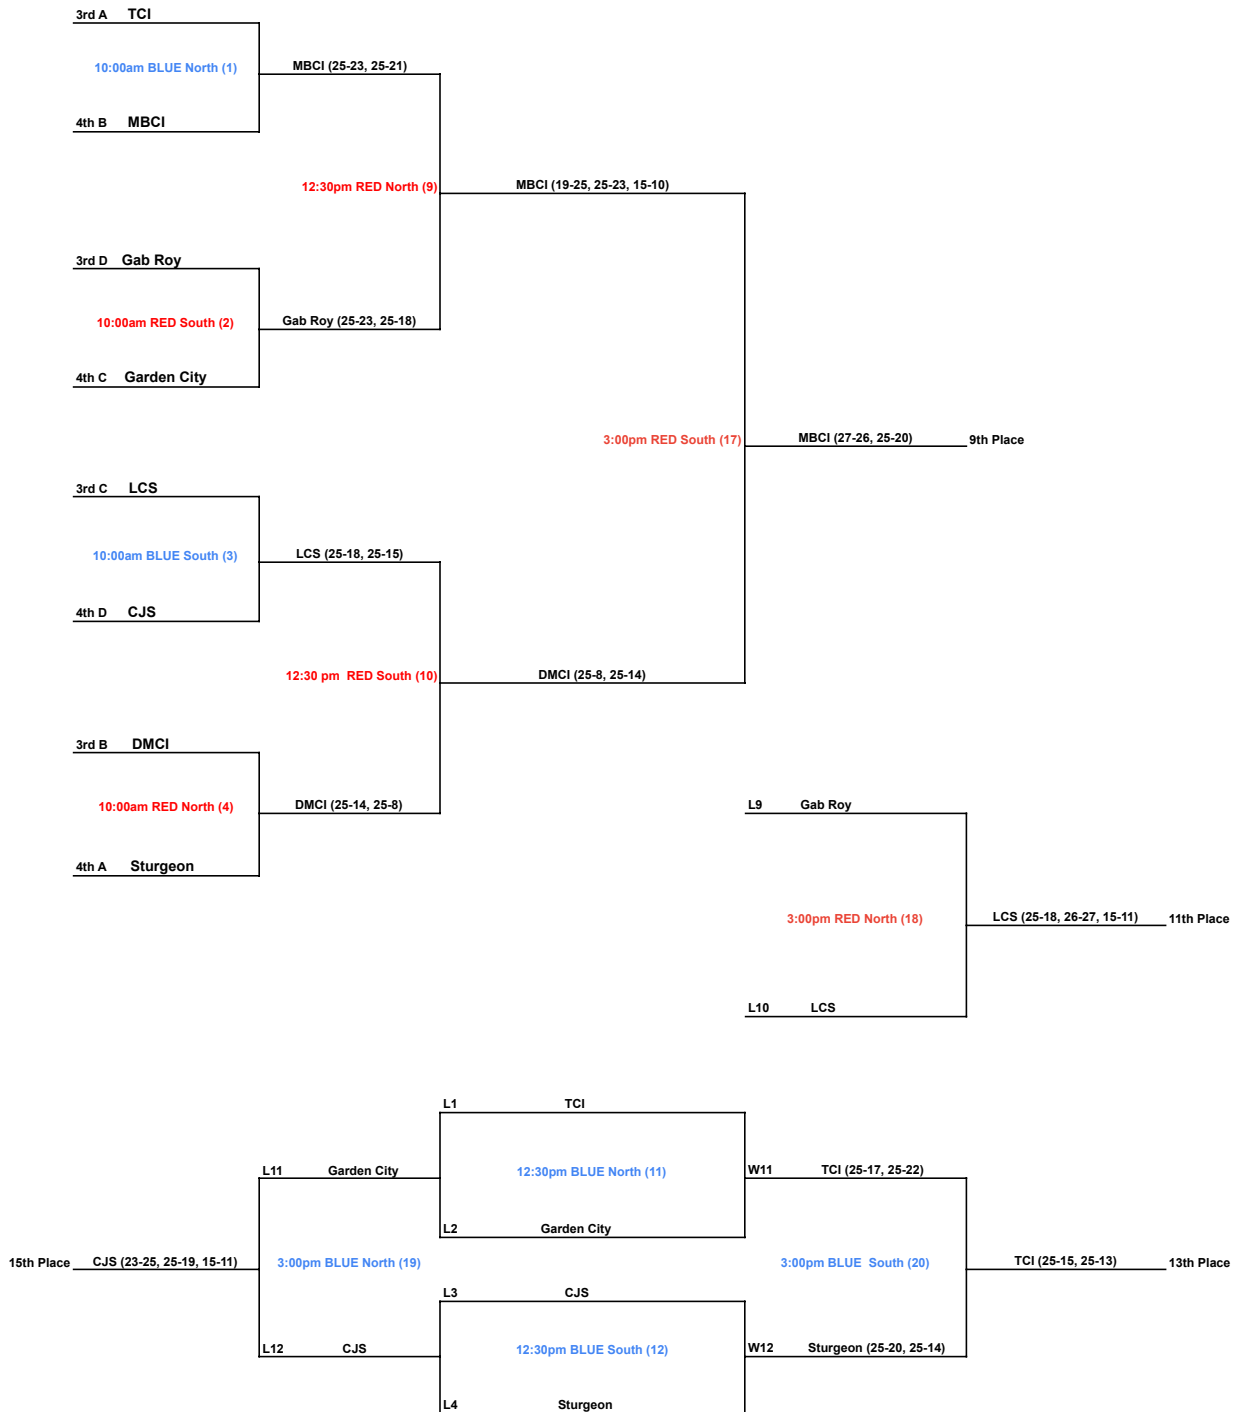 3rd A TCI
10:00am BLUE North (1)
MBCI (25-23, 25-21)
4th B MBCI
12:30pm RED North (9)
MBCI (19-25, 25-23, 15-10)
3rd D Gab Roy
10:00am RED South (2)
Gab Roy (25-23, 25-18)
4th C Garden City
3:00pm RED South (17)
MBCI (27-26, 25-20)
9th Place
3rd C LCS
10:00am BLUE South (3)
LCS (25-18, 25-15)
4th D CJS
12:30 pm RED South (10)
DMCI (25-8, 25-14)
3rd B DMCI
10:00am RED North (4)
DMCI (25-14, 25-8)
4th A Sturgeon
L9 Gab Roy
3:00pm RED North (18)
LCS (25-18, 26-27, 15-11)
11th Place
L10 LCS
L1 TCI
L11 Garden City
12:30pm BLUE North (11)
W11 TCI (25-17, 25-22)
L2 Garden City
15th Place
CJS (23-25, 25-19, 15-11)
3:00pm BLUE North (19)
3:00pm BLUE South (20)
TCI (25-15, 25-13)
13th Place
L3 CJS
L12 CJS
12:30pm BLUE South (12)
W12 Sturgeon (25-20, 25-14)
L4 Sturgeon